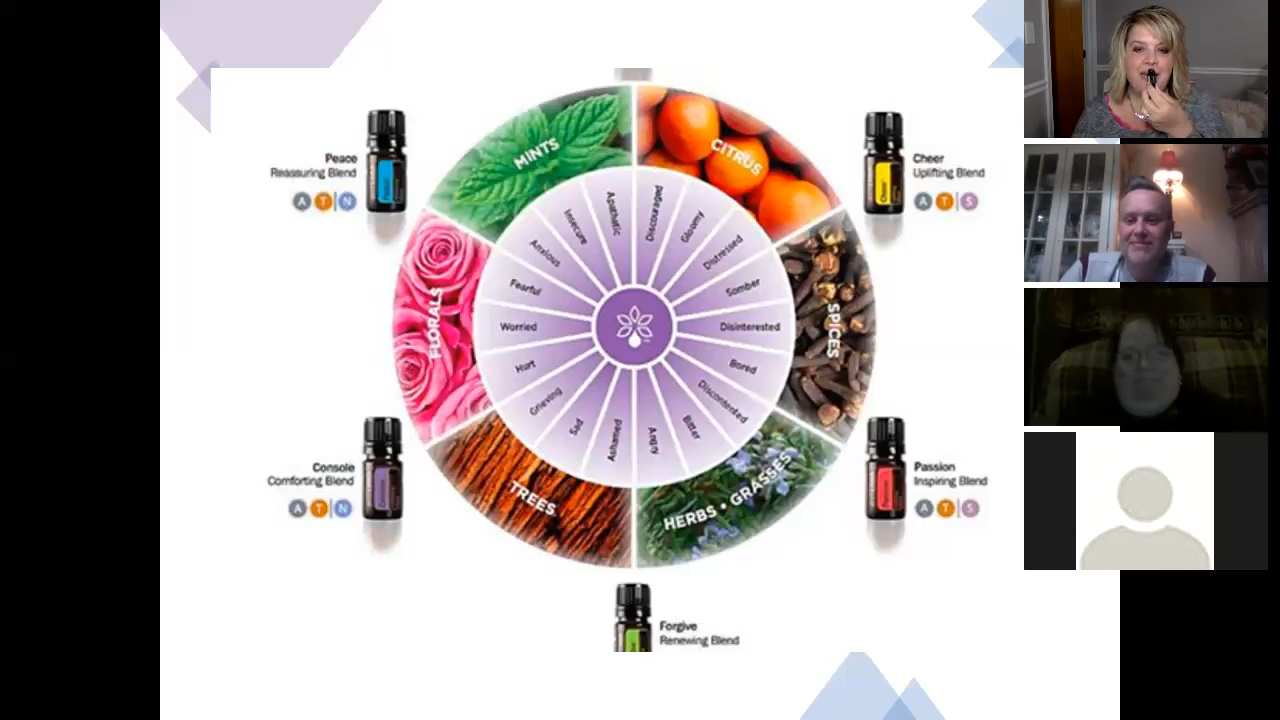 MINTS
CITRUS
Peace
Reassuring Blend
A T N
Cheer
Uplifting Blend
A T S
Apathetic
Discouraged
Insecure
Gloomy
Anxious
Distressed
Fearful
Somber
FLORALS
SPICES
Worried
Disinterested
Hurt
Bored
Grieving
Discontented
Sad
Bitter
Ashamed
Angry
Console
Comforting Blend
A T N
Passion
Inspiring Blend
A T S
TREES
HERBS • GRASSES
Cheer
Forgive
Renewing Blend